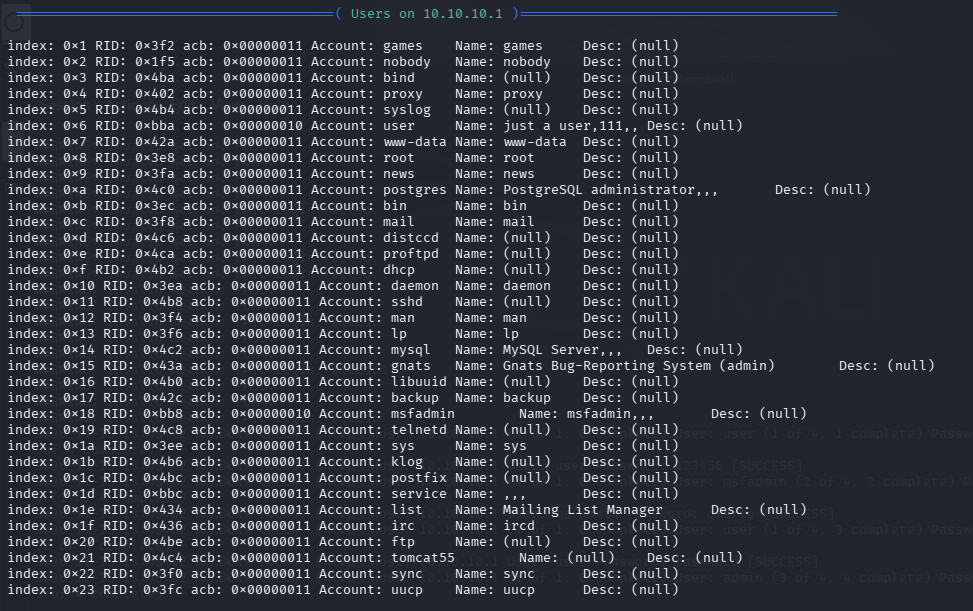 ( Users on 10.10.10.1 )
index: 0×1 RID: 0×3f2 acb: 0×00000011 Account: games Name: games Desc: (null)
index: 0×2 RID: 0×1f5 acb: 0×00000011 Account: nobody Name: nobody Desc: (null)
index: 0×3 RID: 0×4ba acb: 0×00000011 Account: bind Name: (null) Desc: (null)
index: 0×4 RID: 0×402 acb: 0×00000011 Account: proxy Name: proxy Desc: (null)
index: 0×5 RID: 0×4b4 acb: 0×00000011 Account: syslog Name: (null) Desc: (null)
index: 0×6 RID: 0×bba acb: 0×00000010 Account: user Name: just a user,111,, Desc: (null)
index: 0×7 RID: 0×42a acb: 0×00000011 Account: www-data Name: www-data Desc: (null)
index: 0×8 RID: 0×3e8 acb: 0×00000011 Account: root Name: root Desc: (null)
index: 0×9 RID: 0×3fa acb: 0×00000011 Account: news Name: news Desc: (null)
index: 0×a RID: 0×4c0 acb: 0×00000011 Account: postgres Name: PostgreSQL administrator,,, Desc: (null)
index: 0×b RID: 0×3ec acb: 0×00000011 Account: bin Name: bin Desc: (null)
index: 0×c RID: 0×3f8 acb: 0×00000011 Account: mail Name: mail Desc: (null)
index: 0×d RID: 0×4c6 acb: 0×00000011 Account: distccd Name: (null) Desc: (null)
index: 0×e RID: 0×4ca acb: 0×00000011 Account: proftpd Name: (null) Desc: (null)
index: 0×f RID: 0×4b2 acb: 0×00000011 Account: dhcp Name: (null) Desc: (null)
index: 0×10 RID: 0×3ea acb: 0×00000011 Account: daemon Name: daemon Desc: (null)
index: 0×11 RID: 0×4b8 acb: 0×00000011 Account: sshd Name: (null) Desc: (null)
index: 0×12 RID: 0×3f4 acb: 0×00000011 Account: man Name: man Desc: (null)
index: 0×13 RID: 0×3f6 acb: 0×00000011 Account: lp Name: lp Desc: (null)
index: 0×14 RID: 0×4c2 acb: 0×00000011 Account: mysql Name: MySQL Server,,, Desc: (null)
index: 0×15 RID: 0×43a acb: 0×00000011 Account: gnats Name: Gnats Bug-Reporting System (admin) Desc: (null)
index: 0×16 RID: 0×4b0 acb: 0×00000011 Account: libuuid Name: (null) Desc: (null)
index: 0×17 RID: 0×42c acb: 0×00000011 Account: backup Name: backup Desc: (null)
index: 0×18 RID: 0×bb8 acb: 0×00000010 Account: msfadmin Name: msfadmin,,, Desc: (null)
index: 0×19 RID: 0×4c8 acb: 0×00000011 Account: telnetd Name: (null) Desc: (null)
index: 0×1a RID: 0×3ee acb: 0×00000011 Account: sys Name: sys Desc: (null)
index: 0×1b RID: 0×4b6 acb: 0×00000011 Account: klog Name: (null) Desc: (null)
index: 0×1c RID: 0×4bc acb: 0×00000011 Account: postfix Name: (null) Desc: (null)
index: 0×1d RID: 0×bbc acb: 0×00000011 Account: service Name: ,,, Desc: (null)
index: 0×1e RID: 0×434 acb: 0×00000011 Account: list Name: Mailing List Manager Desc: (null)
index: 0×1f RID: 0×436 acb: 0×00000011 Account: irc Name: ircd Desc: (null)
index: 0×20 RID: 0×4be acb: 0×00000011 Account: ftp Name: (null) Desc: (null)
index: 0×21 RID: 0×4c4 acb: 0×00000011 Account: tomcat55 Name: (null) Desc: (null)
index: 0×22 RID: 0×3f0 acb: 0×00000011 Account: sync Name: sync Desc: (null)
index: 0×23 RID: 0×3fc acb: 0×00000011 Account: uucp Name: uucp Desc: (null)